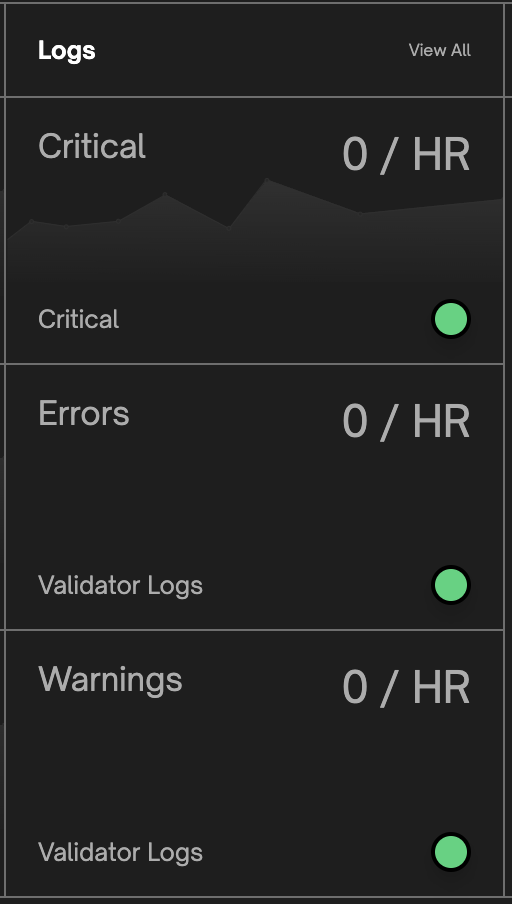 Logs
View All
Critical
0 / HR
Critical
Errors
0 / HR
Validator Logs
Warnings
0 / HR
Validator Logs